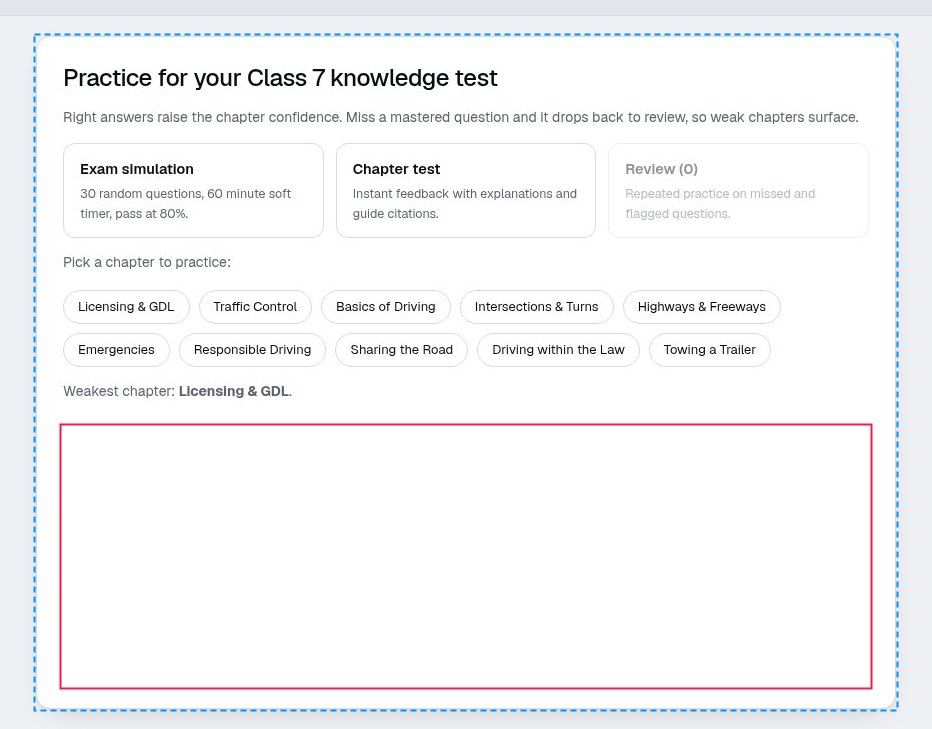 Practice for your Class 7 knowledge test
Right answers raise the chapter confidence. Miss a mastered question and it drops back to review, so weak chapters surface.
Exam simulation
30 random questions, 60 minute soft
timer, pass at 80%.
Chapter test
Instant feedback with explanations and
guide citations.
Review (0)
Repeated practice on missed and
flagged questions.
Pick a chapter to practice:
Licensing & GDL
Traffic Control
Basics of Driving
Intersections & Turns
Highways & Freeways
Emergencies
Responsible Driving
Sharing the Road
Driving within the Law
Towing a Trailer
Weakest chapter: Licensing & GDL.